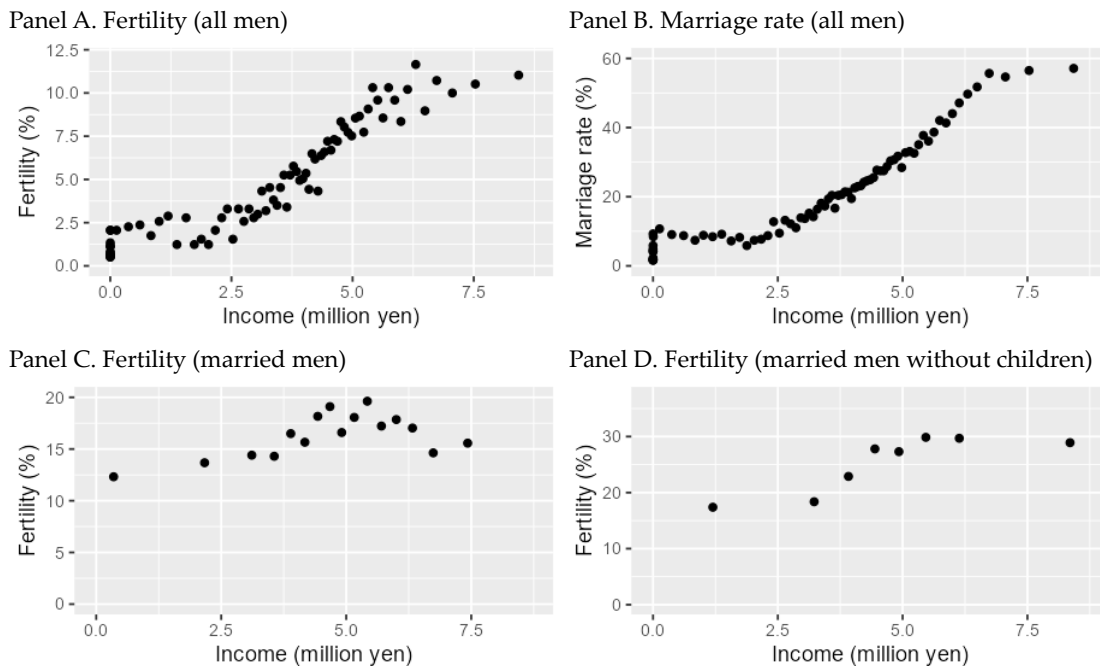 Panel A. Fertility (all men)
12.5
10.0
7.5
5.0
2.5
0.0
Fertility (%)
0.0 2.5 5.0 7.5
Income (million yen)
Panel B. Marriage rate (all men)
60
40
20
0
Marriage rate (%)
0.0 2.5 5.0 7.5
Income (million yen)
Panel C. Fertility (married men)
20
15
10
5
0
Fertility (%)
0.0 2.5 5.0 7.5
Income (million yen)
Panel D. Fertility (married men without children)
30
20
10
0
Fertility (%)
0.0 2.5 5.0 7.5
Income (million yen)